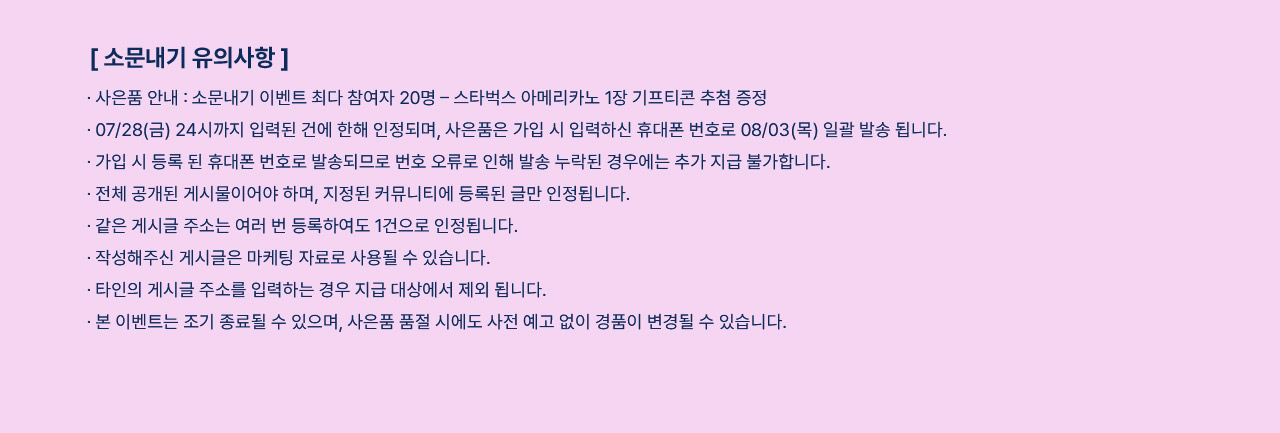 [ 소문내기 유의사항 ]
· 사은품 안내 : 소문내기 이벤트 최다 참여자 20명 – 스타벅스 아메리카노 1장 기프티콘 추첨 증정
· 07/28(금) 24시까지 입력된 건에 한해 인정되며, 사은품은 가입 시 입력하신 휴대폰 번호로 08/03(목) 일괄 발송 됩니다.
· 가입 시 등록 된 휴대폰 번호로 발송되므로 번호 오류로 인해 발송 누락된 경우에는 추가 지급 불가합니다.
· 전체 공개된 게시물이어야 하며, 지정된 커뮤니티에 등록된 글만 인정됩니다.
· 같은 게시글 주소는 여러 번 등록하여도 1건으로 인정됩니다.
· 작성해주신 게시글은 마케팅 자료로 사용될 수 있습니다.
· 타인의 게시글 주소를 입력하는 경우 지급 대상에서 제외 됩니다.
· 본 이벤트는 조기 종료될 수 있으며, 사은품 품절 시에도 사전 예고 없이 경품이 변경될 수 있습니다.